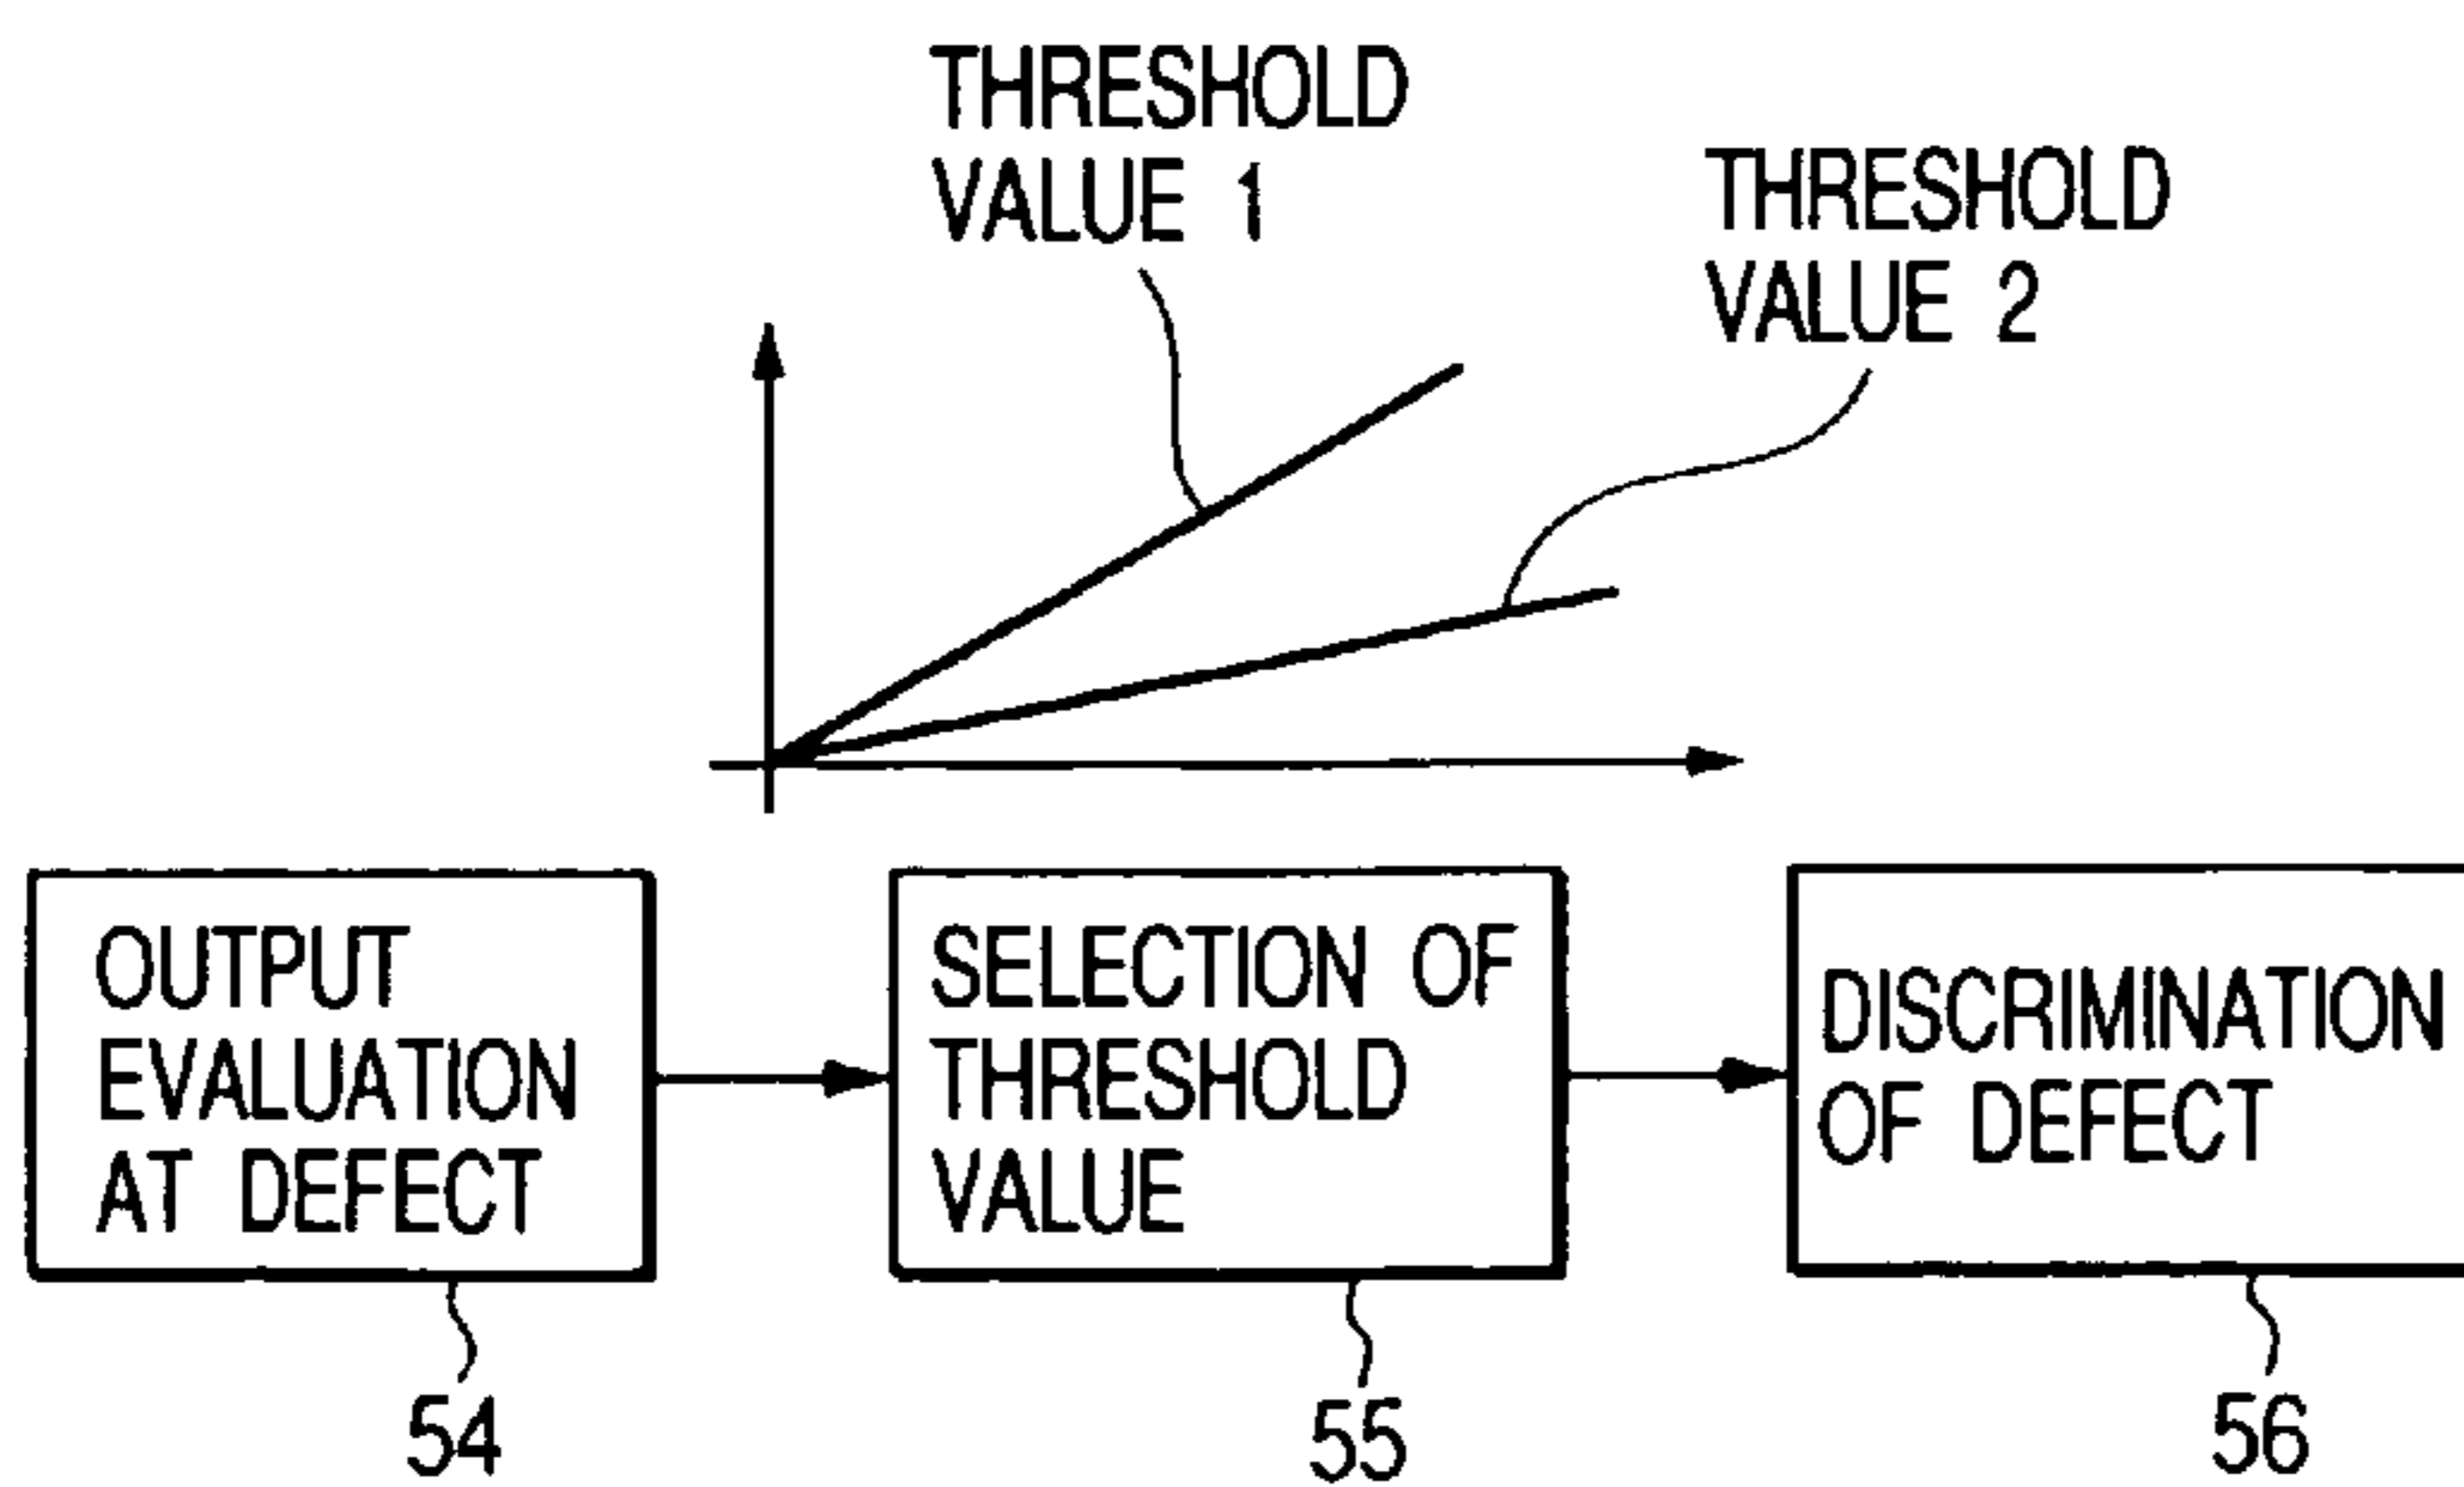 THRESHOLD
VALUE 1
THRESHOLD
VALUE 2
OUTPUT
EVALUATION
AT DEFECT
SELECTION OF
THRESHOLD
VALUE
DISCRIMINATION
OF DEFECT
54
55
56